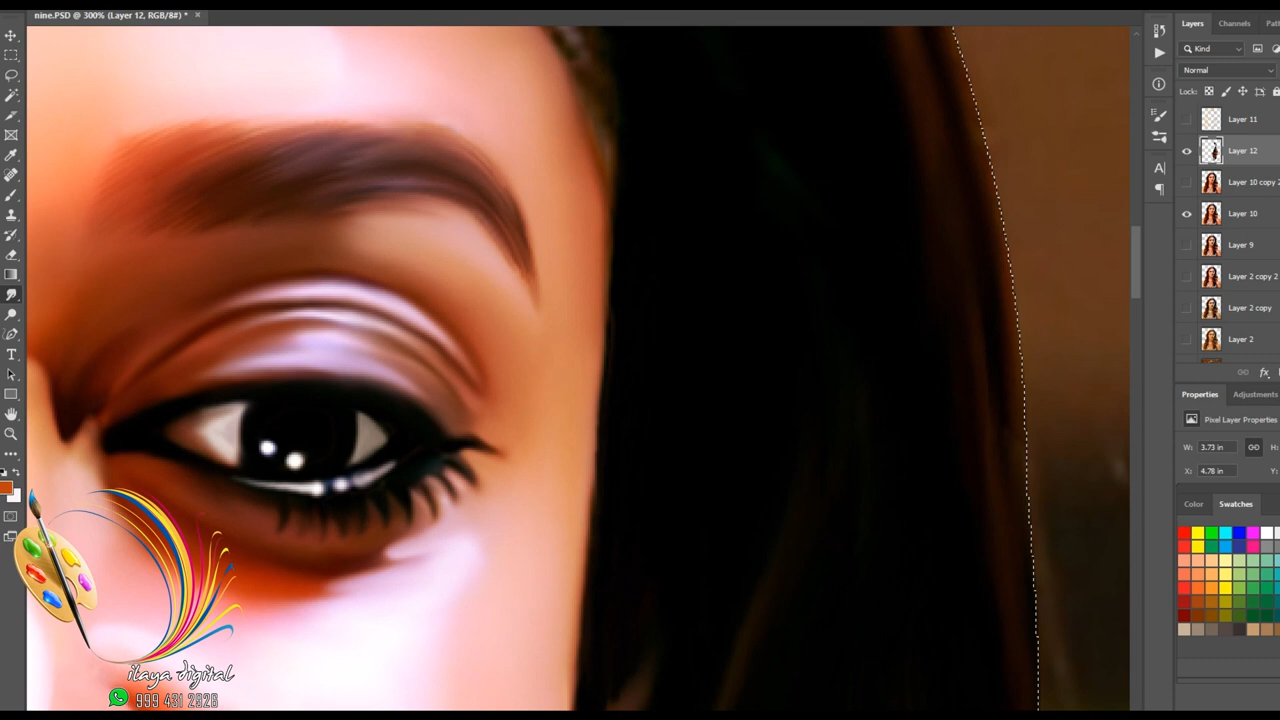 nine.PSD @ 300% (Layer 12, RGB/8#) * ×
Layers Channels
Kind
Normal
Lock:
Layer 11
Layer 12
Layer 10 copy 2
Layer 10
Layer 9
Layer 2 copy 2
Layer 2 copy
Layer 2
fx
Properties Adjustments
Pixel Layer Properties
W: 3.73 in
X: 4.78 in
Color Swatches
ilaya digital
999 431 2828